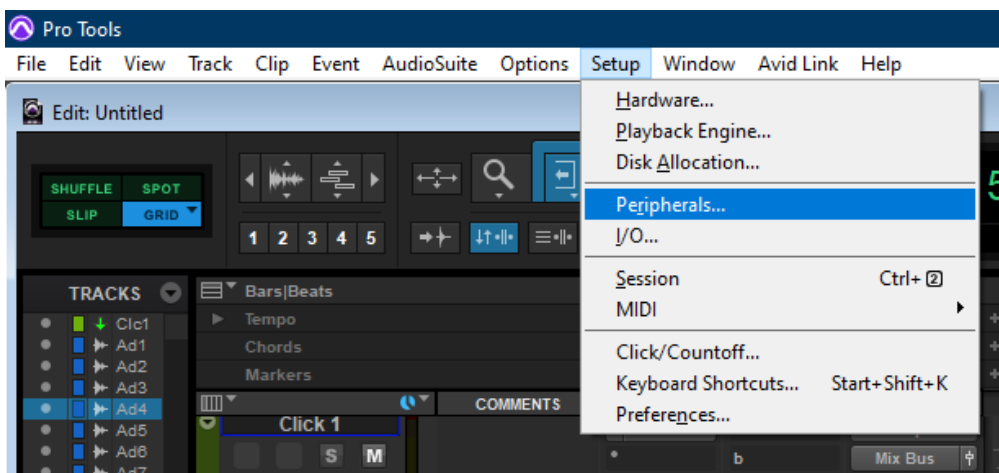 Pro Tools
File Edit View Track Clip Event AudioSuite Options Setup Window Avid Link Help
Edit: Untitled
Hardware...
Playback Engine...
Disk Allocation...
Peripherals...
I/O...
Session Ctrl+ 2
MIDI
Click/Countoff...
Keyboard Shortcuts... Start+Shift+K
Preferences...
SHUFFLE SPOT
SLIP GRID
1 2 3 4 5
TRACKS
Clc1
Ad1
Ad2
Ad3
Ad4
Ad5
Ad6
Bars|Beats
Tempo
Chords
Markers
COMMENTS
Click 1
S M
b
Mix Bus